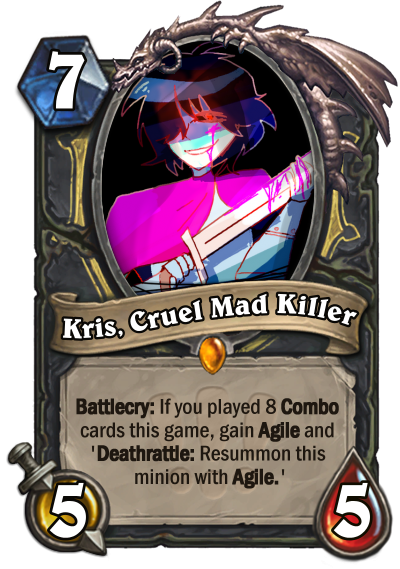 7
Kris, Cruel Mad Killer
Battlecry: If you played 8 Combo
cards this game, gain Agile and
'Deathrattle: Resummon this
minion with Agile.'
5
5